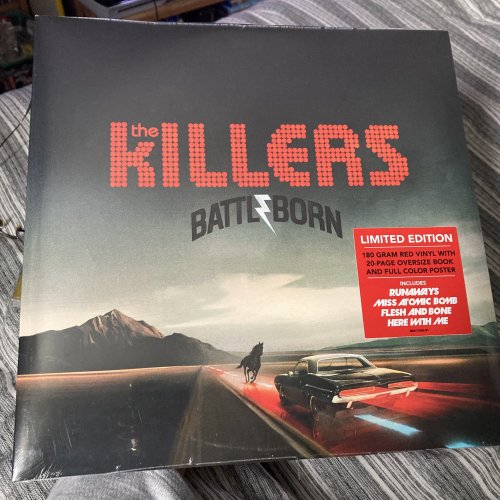 the
KILLERS
BATTLE BORN
LIMITED EDITION
180 GRAM RED VINYL WITH
20-PAGE OVERSIZE BOOK
AND FULL COLOR POSTER
INCLUDES
RUNAWAYS
MISS ATOMIC BOMB
FLESH AND BONE
HERE WITH ME